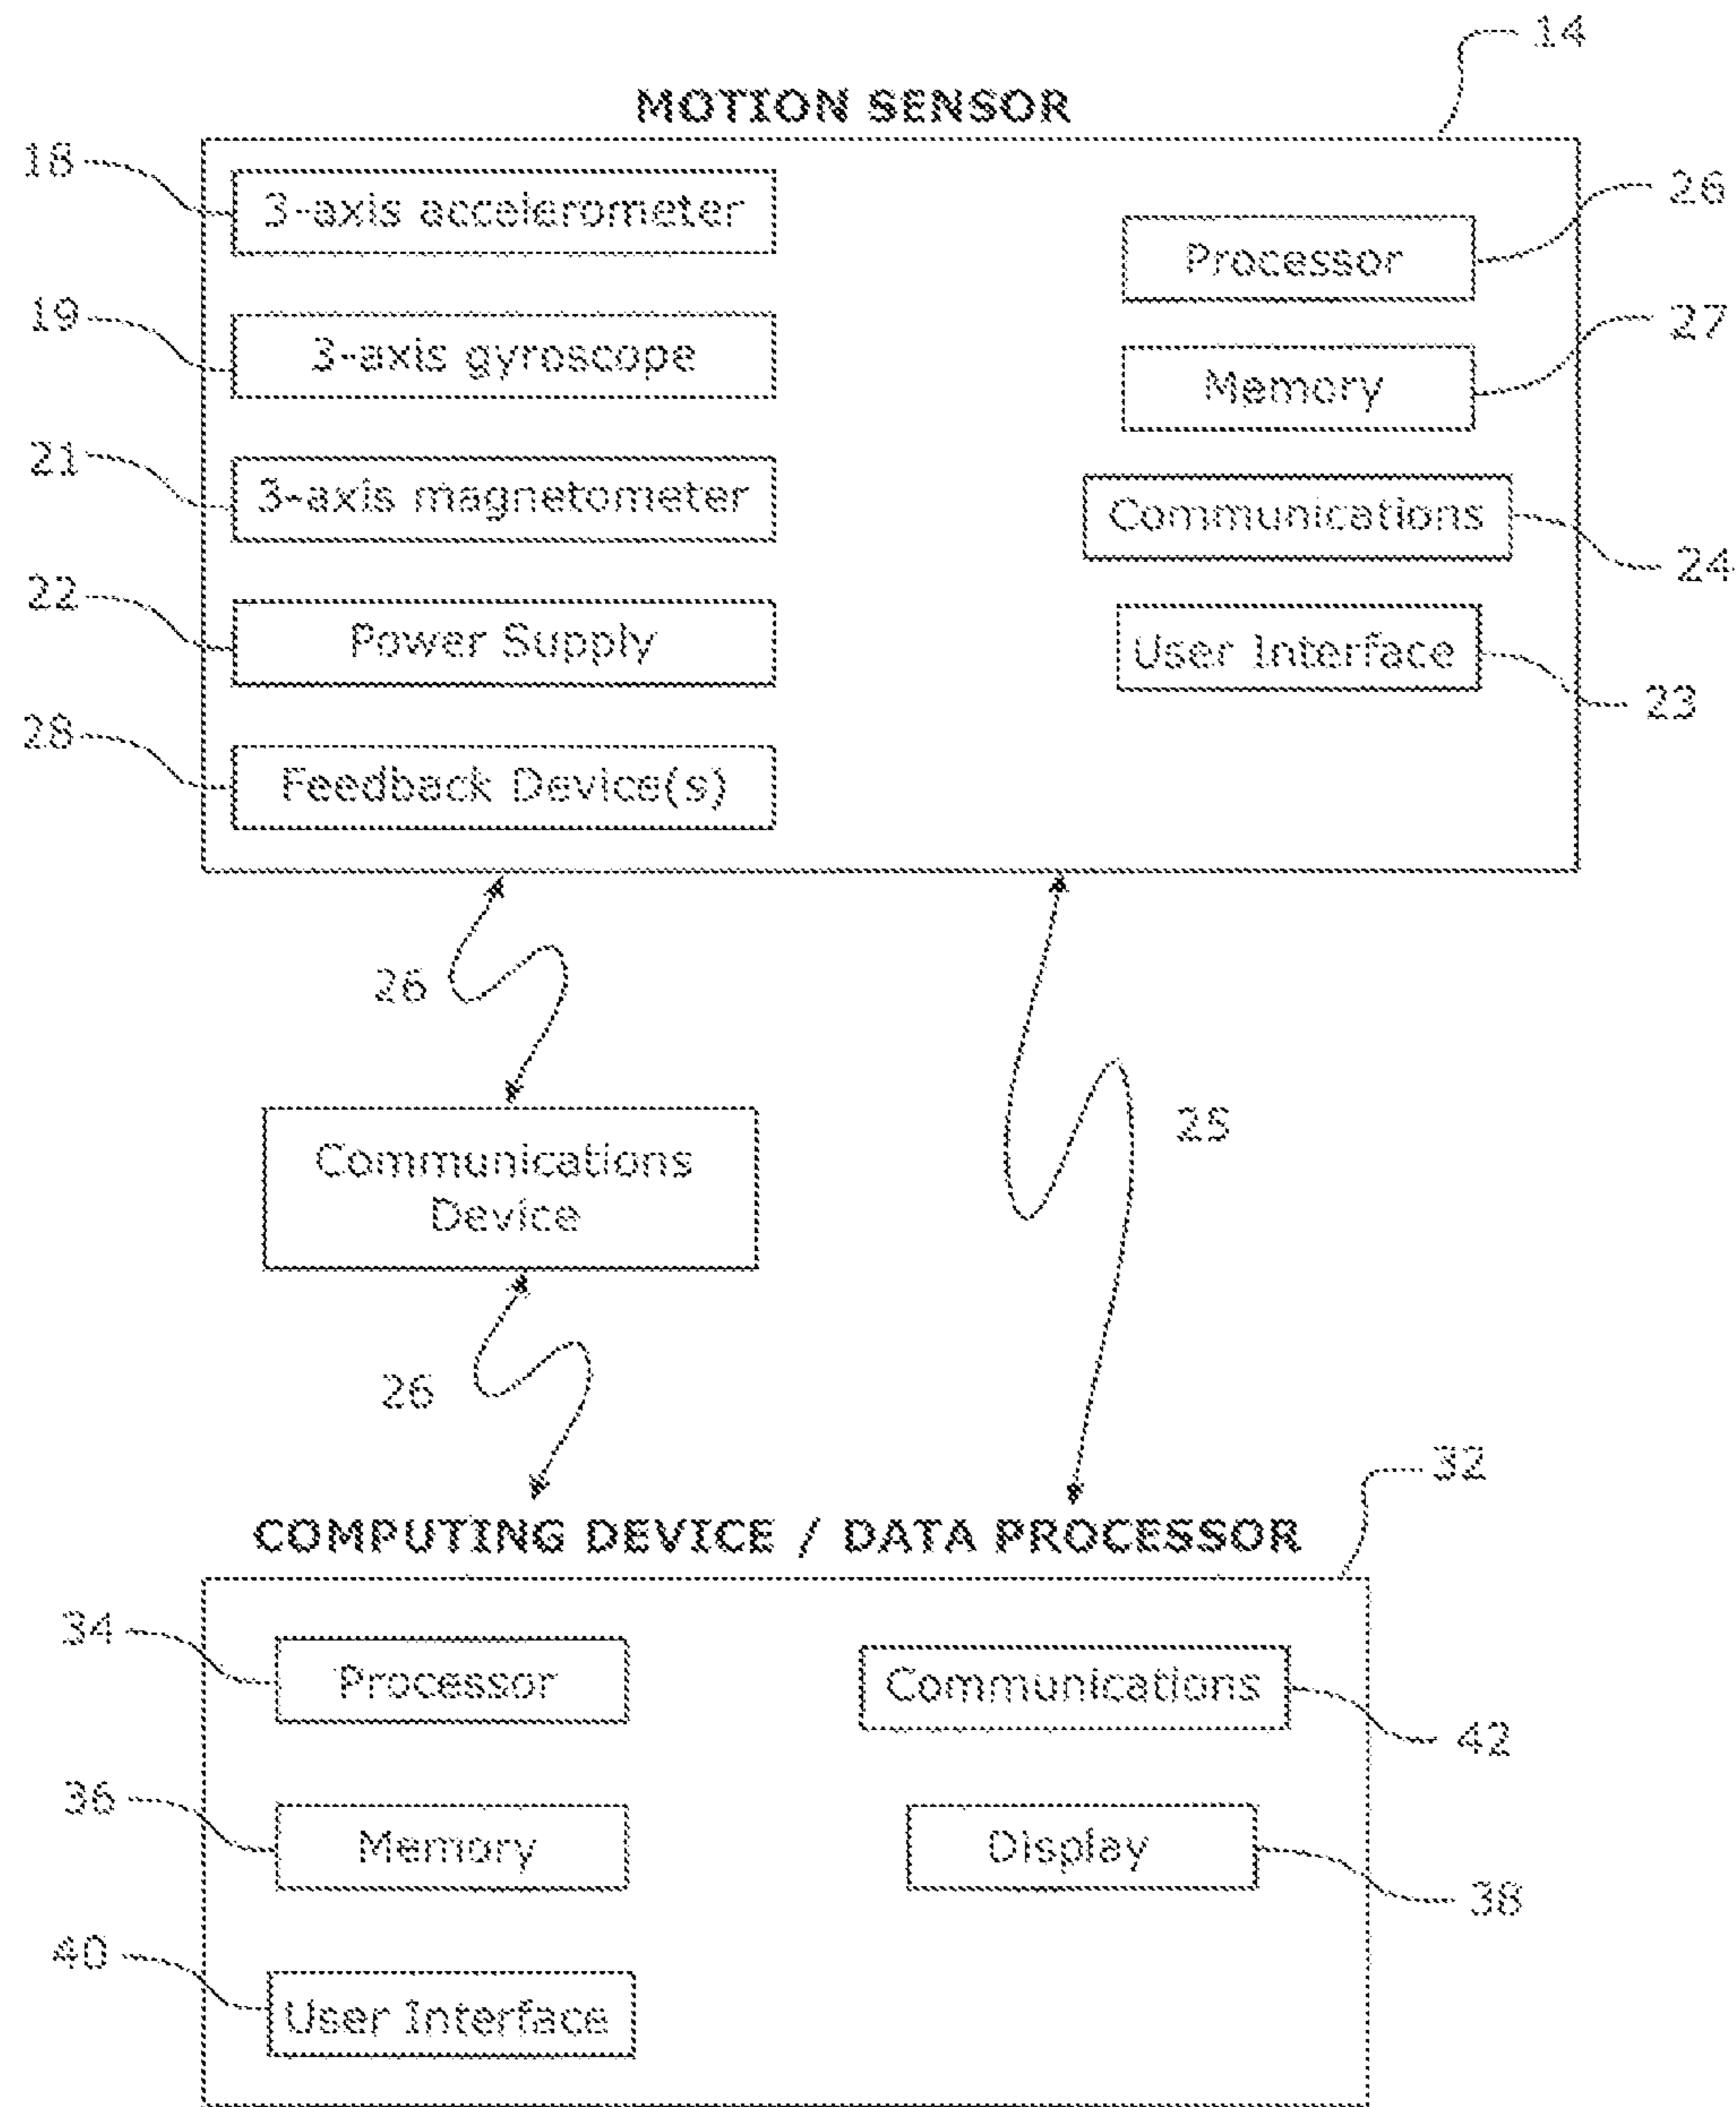 14
MOTION SENSOR
18
3-axis accelerometer
26
Processor
19
3-axis gyroscope
27
Memory
21
3-axis magnetometer
Communications
24
22
Power Supply
User Interface
23
28
Feedback Device(s)
26
25
Communications
Device
26
32
COMPUTING DEVICE / DATA PROCESSOR
34
Processor
Communications
42
36
Memory
Display
38
40
User Interface